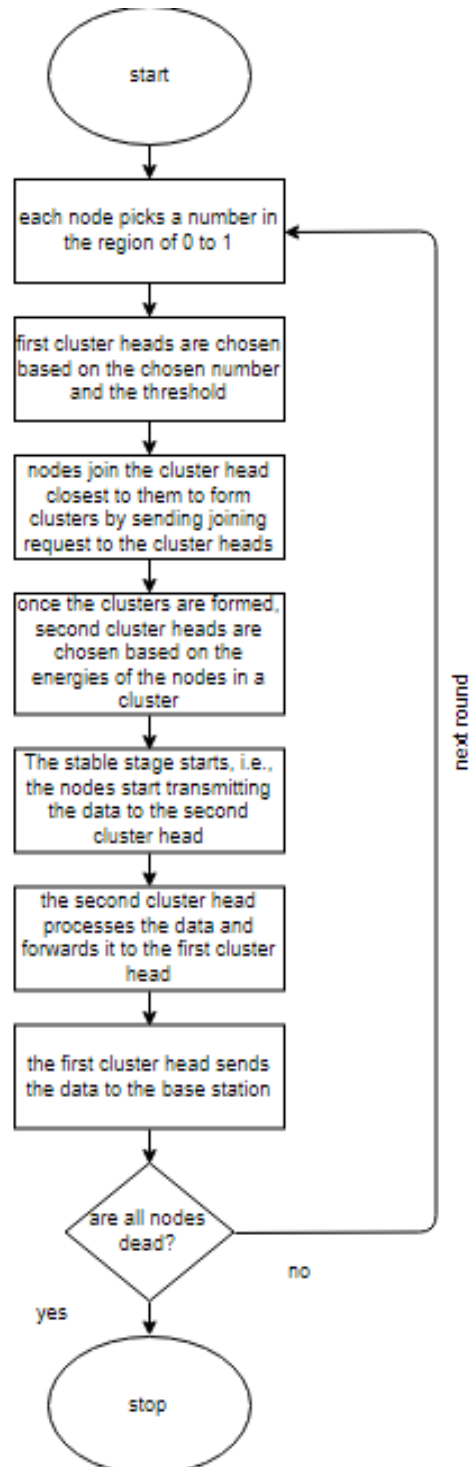 start
each node picks a number in
the region of 0 to 1
first cluster heads are chosen
based on the chosen number
and the threshold
nodes join the cluster head
closest to them to form
clusters by sending joining
request to the cluster heads
once the clusters are formed,
second cluster heads are
chosen based on the
energies of the nodes in a
cluster
The stable stage starts, i.e.,
the nodes start transmitting
the data to the second
cluster head
the second cluster head
processes the data and
forwards it to the first cluster
head
the first cluster head sends
the data to the base station
are all nodes
dead?
no
yes
stop
next round